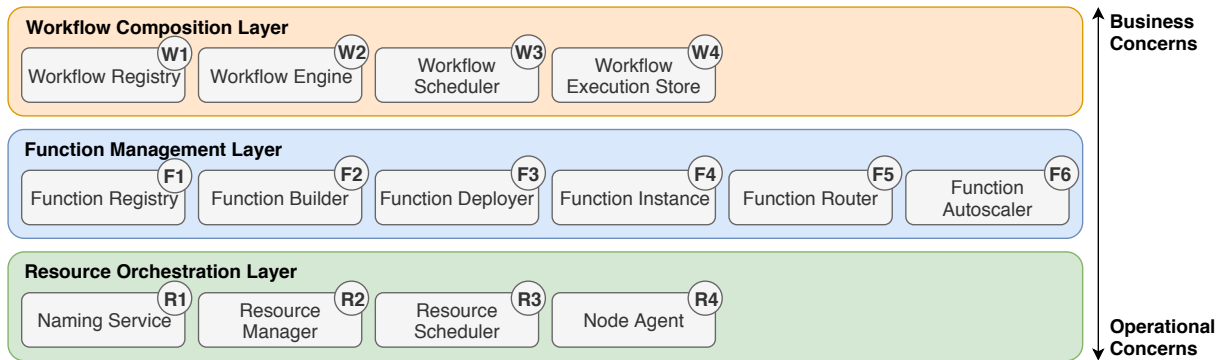 Workflow Composition Layer
W1
Workflow Registry
W2
Workflow Engine
W3
Workflow
Scheduler
W4
Workflow
Execution Store
Business
Concerns
Function Management Layer
F1
Function Registry
F2
Function Builder
F3
Function Deployer
F4
Function Instance
F5
Function Router
F6
Function
Autoscaler
Resource Orchestration Layer
R1
Naming Service
R2
Resource
Manager
R3
Resource
Scheduler
R4
Node Agent
Operational
Concerns